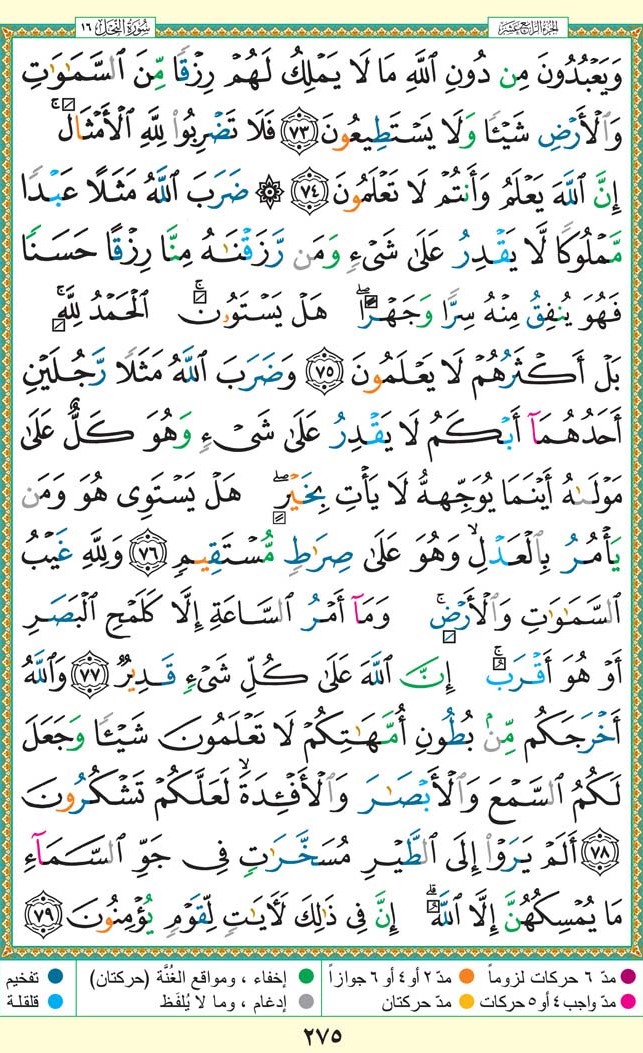 الجزء الرابع عشر
سورة النحل ١٦
وَيَعْبُدُونَ مِن دُونِ ٱللَّهِ مَا لَا يَمْلِكُ لَهُمْ رِزْقًا مِّنَ ٱلسَّمَٰوَٰتِ
وَٱلْأَرْضِ شَيْـًٔا وَلَا يَسْتَطِيعُونَ ٧٣ فَلَا تَضْرِبُوا۟ لِلَّهِ ٱلْأَمْثَالَ ۚ
إِنَّ ٱللَّهَ يَعْلَمُ وَأَنتُمْ لَا تَعْلَمُونَ ٧٤ ۞ ضَرَبَ ٱللَّهُ مَثَلًا عَبْدًا
مَّمْلُوكًا لَّا يَقْدِرُ عَلَىٰ شَىْءٍ وَمَن رَّزَقْنَٰهُ مِنَّا رِزْقًا حَسَنًا
فَهُوَ يُنفِقُ مِنْهُ سِرًّا وَجَهْرًا ۖ هَلْ يَسْتَوُۥنَ ۚ ٱلْحَمْدُ لِلَّهِ ۚ
بَلْ أَكْثَرُهُمْ لَا يَعْلَمُونَ ٧٥ وَضَرَبَ ٱللَّهُ مَثَلًا رَّجُلَيْنِ
أَحَدُهُمَآ أَبْكَمُ لَا يَقْدِرُ عَلَىٰ شَىْءٍ وَهُوَ كَلٌّ عَلَىٰ
مَوْلَىٰهُ أَيْنَمَا يُوَجِّههُّ لَا يَأْتِ بِخَيْرٍ ۖ هَلْ يَسْتَوِى هُوَ وَمَن
يَأْمُرُ بِٱلْعَدْلِ ۙ وَهُوَ عَلَىٰ صِرَٰطٍ مُّسْتَقِيمٍ ٧٦ وَلِلَّهِ غَيْبُ
ٱلسَّمَٰوَٰتِ وَٱلْأَرْضِ ۚ وَمَآ أَمْرُ ٱلسَّاعَةِ إِلَّا كَلَمْحِ ٱلْبَصَرِ
أَوْ هُوَ أَقْرَبُ ۚ إِنَّ ٱللَّهَ عَلَىٰ كُلِّ شَىْءٍ قَدِيرٌ ٧٧ وَٱللَّهُ
أَخْرَجَكُم مِّنۢ بُطُونِ أُمَّهَٰتِكُمْ لَا تَعْلَمُونَ شَيْـًٔا وَجَعَلَ
لَكُمُ ٱلسَّمْعَ وَٱلْأَبْصَٰرَ وَٱلْأَفْـِٔدَةَ ۙ لَعَلَّكُمْ تَشْكُرُونَ
٧٨ أَلَمْ يَرَوْا۟ إِلَى ٱلطَّيْرِ مُسَخَّرَٰتٍ فِى جَوِّ ٱلسَّمَآءِ
مَا يُمْسِكُهُنَّ إِلَّا ٱللَّهُ ۗ إِنَّ فِى ذَٰلِكَ لَءَايَٰتٍ لِّقَوْمٍ يُؤْمِنُونَ ٧٩
مدّ ٦ حركات لزوماً مدّ ٢ أو ٤ أو ٦ جوازاً إخفاء ، ومواقع الغُنَّة (حركتان) تفخيم
مدّ واجب ٤ أو ٥ حركات مدّ حركتان إدغام ، وما لا يُلفَظ قلقلة
٢٧٥